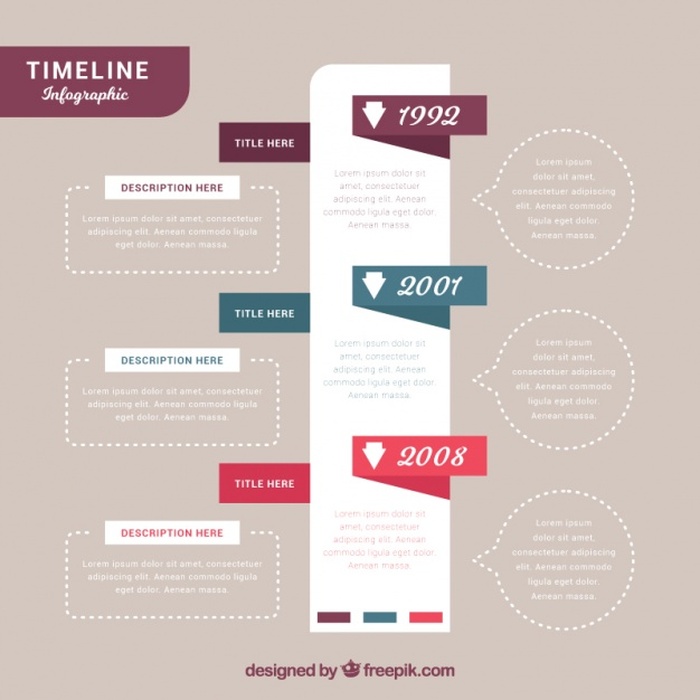 TIMELINE
Infographic
1992
TITLE HERE
DESCRIPTION HERE
Lorem ipsum dolor sit amet, consectetuer
adipiscing elit. Aenean commodo ligula
eget dolor. Aenean massa.
Lorem ipsum dolor sit
amet, consectetuer
adipiscing elit. Aenean
commodo ligula eget dolor.
Aenean massa.
Lorem ipsum
dolor sit amet,
consectetuer adipiscing
elit. Aenean commodo
ligula eget dolor.
Aenean massa.
2001
TITLE HERE
DESCRIPTION HERE
Lorem ipsum dolor sit amet, consectetuer
adipiscing elit. Aenean commodo ligula
eget dolor. Aenean massa.
Lorem ipsum dolor sit
amet, consectetuer
adipiscing elit. Aenean
commodo ligula eget dolor.
Aenean massa.
Lorem ipsum
dolor sit amet,
consectetuer adipiscing
elit. Aenean commodo
ligula eget dolor.
Aenean massa.
2008
TITLE HERE
DESCRIPTION HERE
Lorem ipsum dolor sit amet, consectetuer
adipiscing elit. Aenean commodo ligula
eget dolor. Aenean massa.
Lorem ipsum dolor sit
amet, consectetuer
adipiscing elit. Aenean
commodo ligula eget dolor.
Aenean massa.
Lorem ipsum
dolor sit amet,
consectetuer adipiscing
elit. Aenean commodo
ligula eget dolor.
Aenean massa.
designed by freepik.com